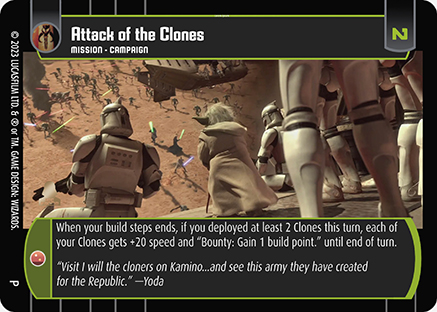 Attack of the Clones
MISSION - CAMPAIGN
N
© 2023 LUCASFILM LTD. & ® or TM. GAME DESIGN: WIZARDS.
When your build steps ends, if you deployed at least 2 Clones this turn, each of
your Clones gets +20 speed and "Bounty: Gain 1 build point." until end of turn.
"Visit I will the cloners on Kamino...and see this army they have created
for the Republic." —Yoda
P